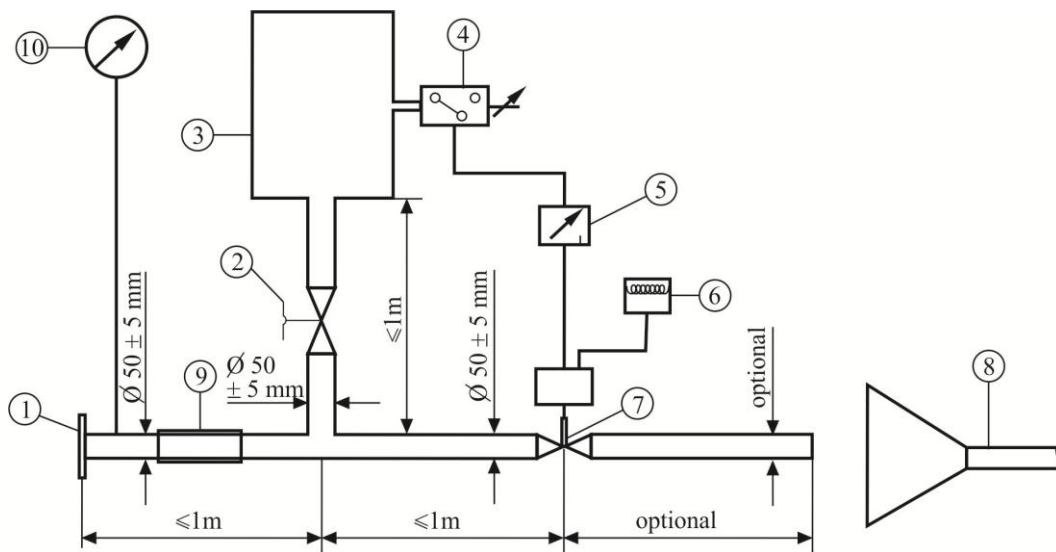 10
4
3
5
2
6
≤1m
Ø 50 ± 5 mm
Ø 50 ± 5 mm
optional
9
Ø 50
± 5 mm
8
1
7
≤1m
≤1m
optional